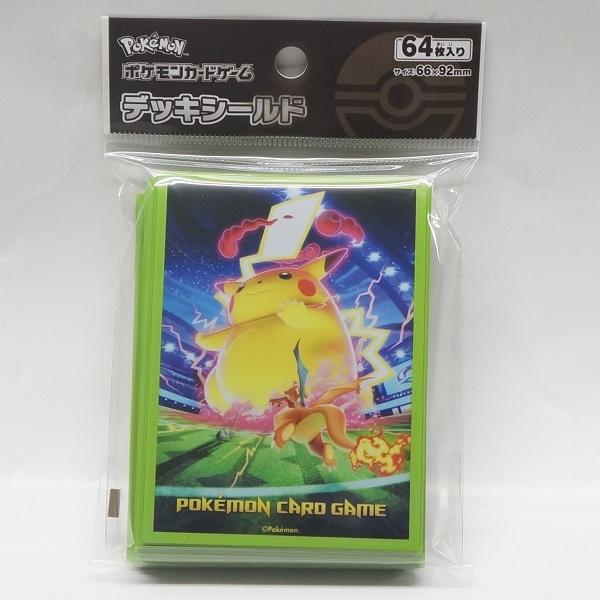 POKÉMON
64枚入り
ポケモンカードゲーム
サイズ:66×92mm
デッキシールド
POKÉMON CARD GAME
©Pokémon.